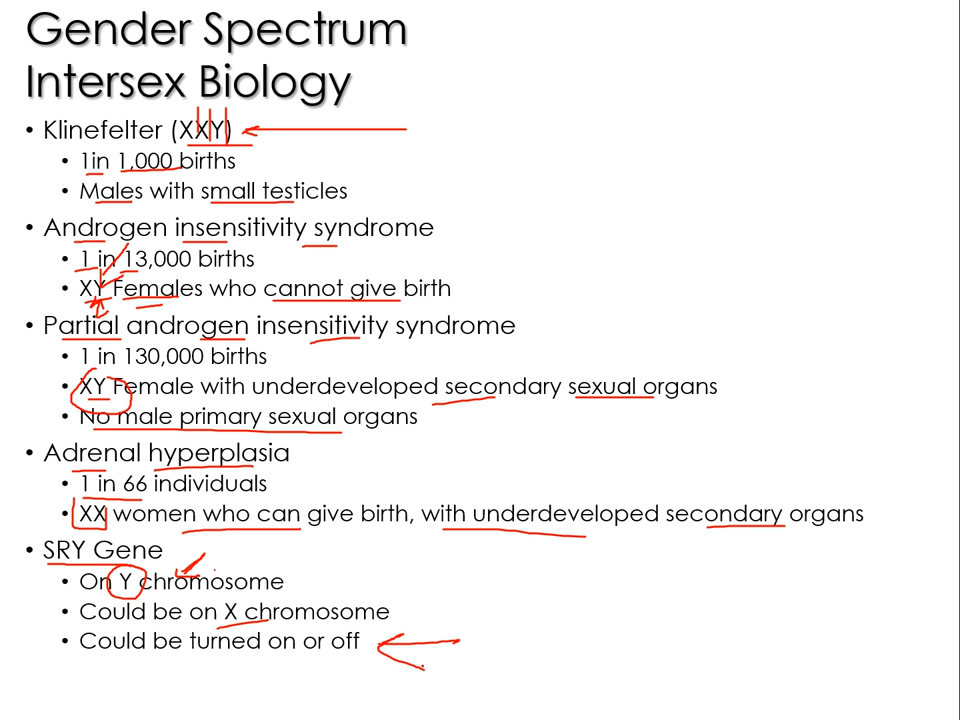 Gender Spectrum
Intersex Biology
• Klinefelter (XXY)
• 1in 1,000 births
• Males with small testicles
• Androgen insensitivity syndrome
• 1 in 13,000 births
• XY Females who cannot give birth
• Partial androgen insensitivity syndrome
• 1 in 130,000 births
• XY Female with underdeveloped secondary sexual organs
• No male primary sexual organs
• Adrenal hyperplasia
• 1 in 66 individuals
• XX women who can give birth, with underdeveloped secondary organs
• SRY Gene
• On Y chromosome
• Could be on X chromosome
• Could be turned on or off